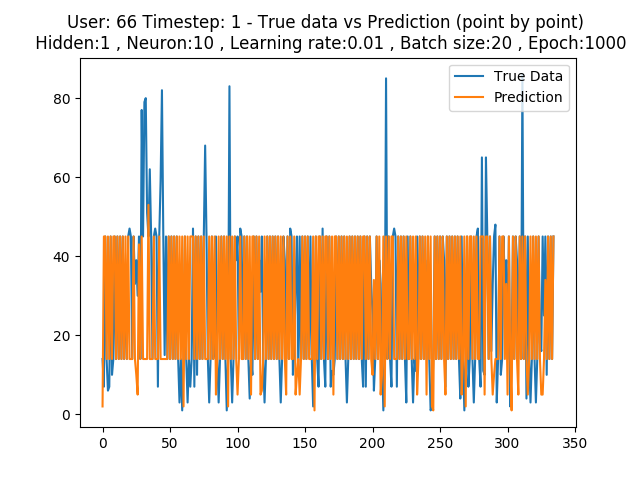 User: 66 Timestep: 1 - True data vs Prediction (point by point)
Hidden:1 , Neuron:10 , Learning rate:0.01 , Batch size:20 , Epoch:1000
True Data
Prediction
80
60
40
20
0
0 50 100 150 200 250 300 350